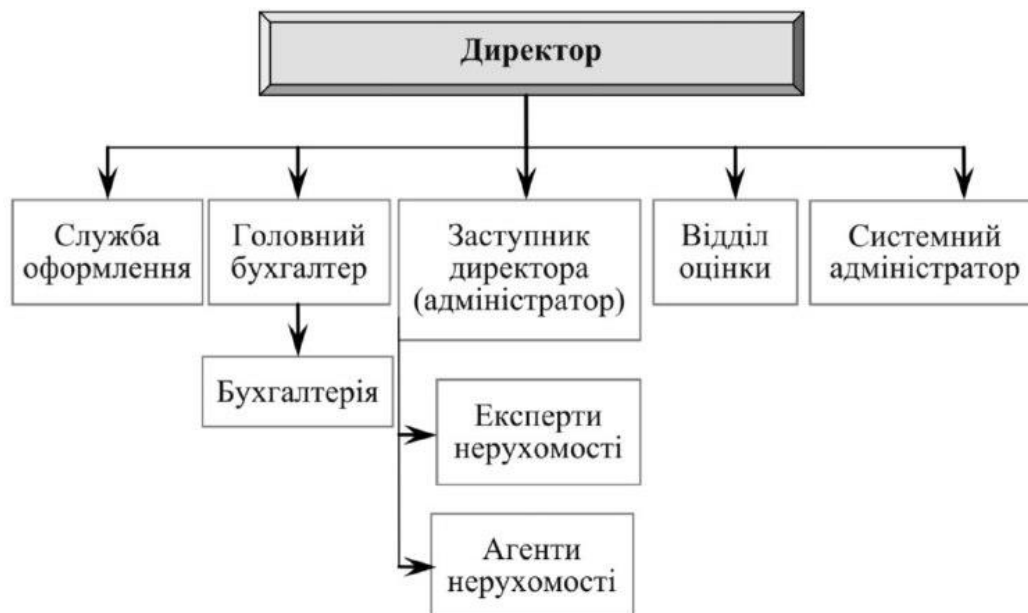 Директор
Служба
оформлення
Головний
бухгалтер
Заступник
директора
(адміністратор)
Відділ
оцінки
Системний
адміністратор
Бухгалтерія
Експерти
нерухомості
Агенти
нерухомості